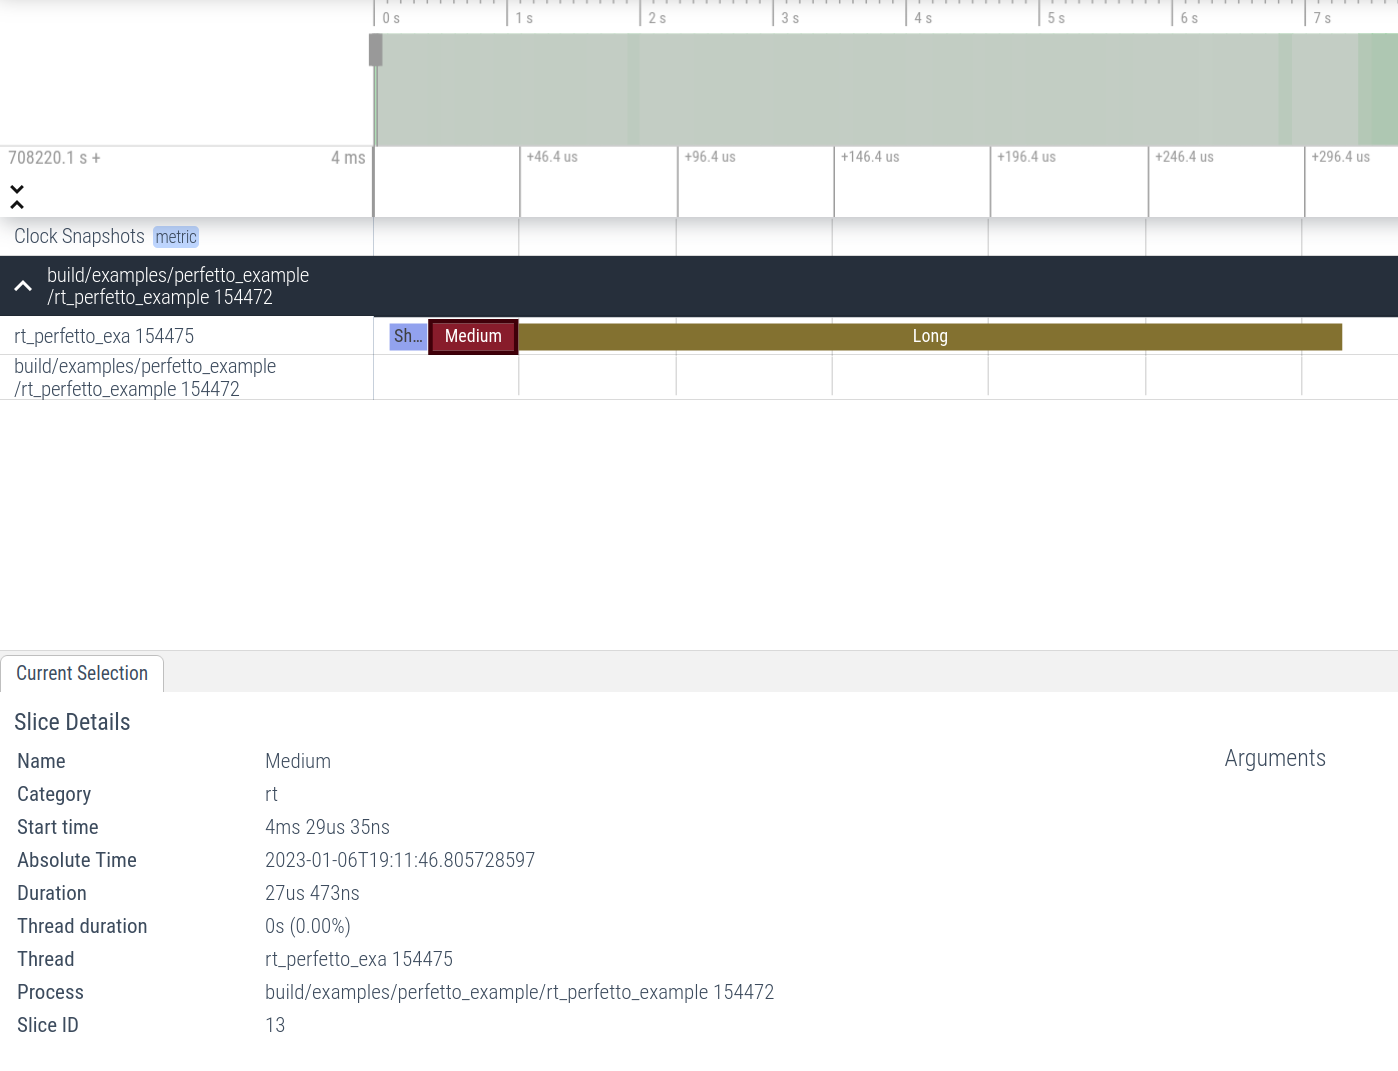 0 s 1 s 2 s 3 s 4 s 5 s 6 s 7 s
708220.1 s + 4 ms +46.4 us +96.4 us +146.4 us +196.4 us +246.4 us +296.4 us
Clock Snapshots metric
build/examples/perfetto_example
/rt_perfetto_example 154472
rt_perfetto_exa 154475 Sh... Medium Long
build/examples/perfetto_example
/rt_perfetto_example 154472
Current Selection
Slice Details
Name Medium Arguments
Category rt
Start time 4ms 29us 35ns
Absolute Time 2023-01-06T19:11:46.805728597
Duration 27us 473ns
Thread duration 0s (0.00%)
Thread rt_perfetto_exa 154475
Process build/examples/perfetto_example/rt_perfetto_example 154472
Slice ID 13